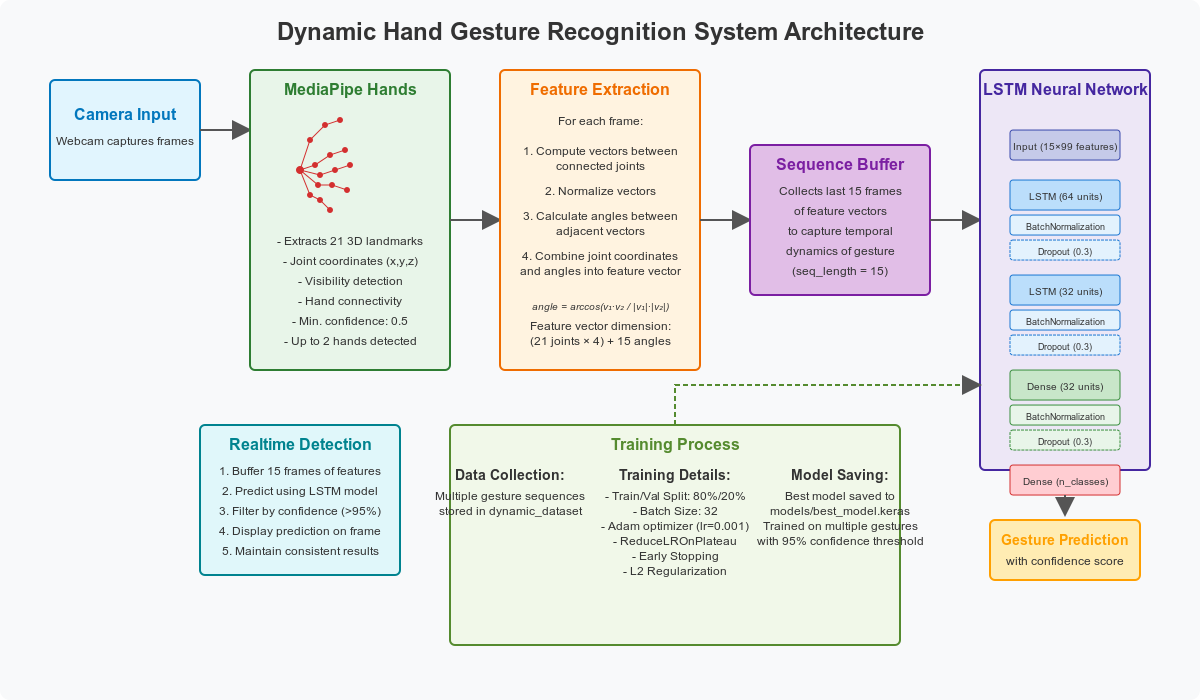 Dynamic Hand Gesture Recognition System Architecture
Camera Input
Webcam captures frames
MediaPipe Hands
- Extracts 21 3D landmarks
- Joint coordinates (x,y,z)
- Visibility detection
- Hand connectivity
- Min. confidence: 0.5
- Up to 2 hands detected
Feature Extraction
For each frame:
1. Compute vectors between
connected joints
2. Normalize vectors
3. Calculate angles between
adjacent vectors
4. Combine joint coordinates
and angles into feature vector
angle = arccos(v₁·v₂ / |v₁|·|v₂|)
Feature vector dimension:
(21 joints × 4) + 15 angles
Sequence Buffer
Collects last 15 frames
of feature vectors
to capture temporal
dynamics of gesture
(seq_length = 15)
LSTM Neural Network
Input (15×99 features)
LSTM (64 units)
BatchNormalization
Dropout (0.3)
LSTM (32 units)
BatchNormalization
Dropout (0.3)
Dense (32 units)
BatchNormalization
Dropout (0.3)
Dense (n_classes)
Gesture Prediction
with confidence score
Realtime Detection
1. Buffer 15 frames of features
2. Predict using LSTM model
3. Filter by confidence (>95%)
4. Display prediction on frame
5. Maintain consistent results
Training Process
Data Collection:
Multiple gesture sequences
stored in dynamic_dataset
Training Details:
- Train/Val Split: 80%/20%
- Batch Size: 32
- Adam optimizer (lr=0.001)
- ReduceLROnPlateau
- Early Stopping
- L2 Regularization
Model Saving:
Best model saved to
models/best_model.keras
Trained on multiple gestures
with 95% confidence threshold